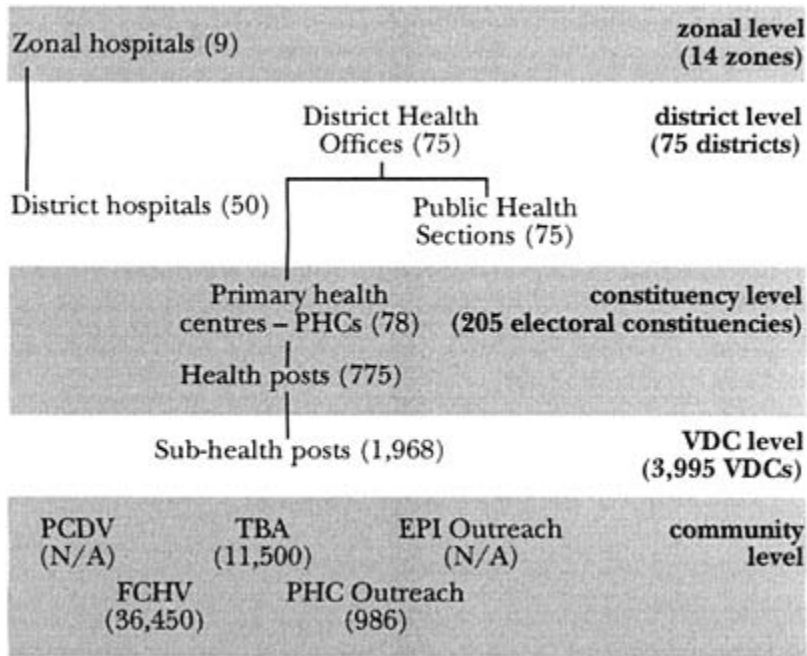 Zonal hospitals (9)
zonal level
(14 zones)
District Health
Offices (75)
district level
(75 districts)
District hospitals (50)
Public Health
Sections (75)
Primary health
centres – PHCs (78)
constituency level
(205 electoral constituencies)
Health posts (775)
Sub-health posts (1,968)
VDC level
(3,995 VDCs)
PCDV
(N/A)
TBA
(11,500)
EPI Outreach
(N/A)
community
level
FCHV
(36,450)
PHC Outreach
(986)